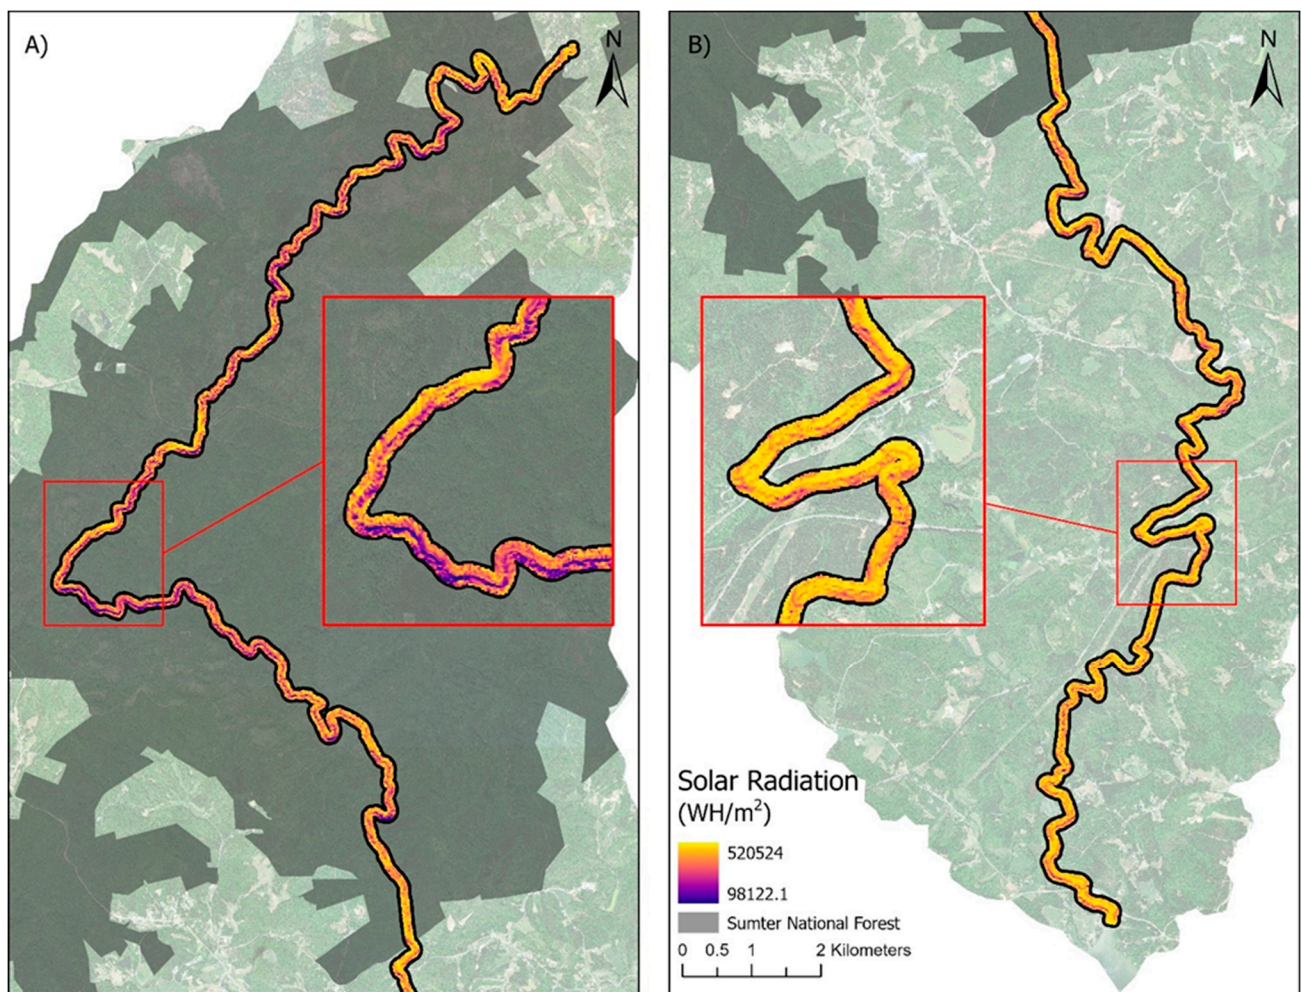 A)
N
B)
N
Solar Radiation
(WH/m²)
520524
98122.1
Sumter National Forest
0 0.5 1 2 Kilometers